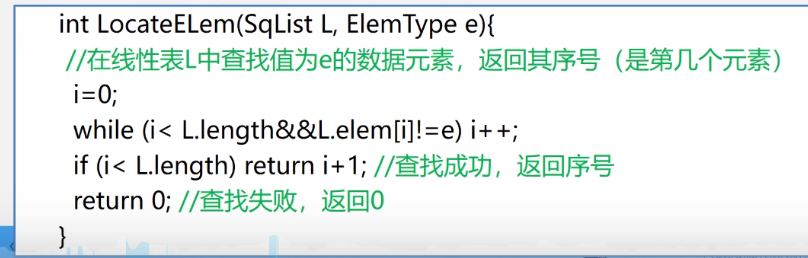 int LocateELem(SqList L, ElemType e){
//在线性表L中查找值为e的数据元素，返回其序号（是第几个元素）
i=0;
while (i< L.length&&L.elem[i]!=e) i++;
if (i< L.length) return i+1; //查找成功，返回序号
return 0; //查找失败，返回0
}